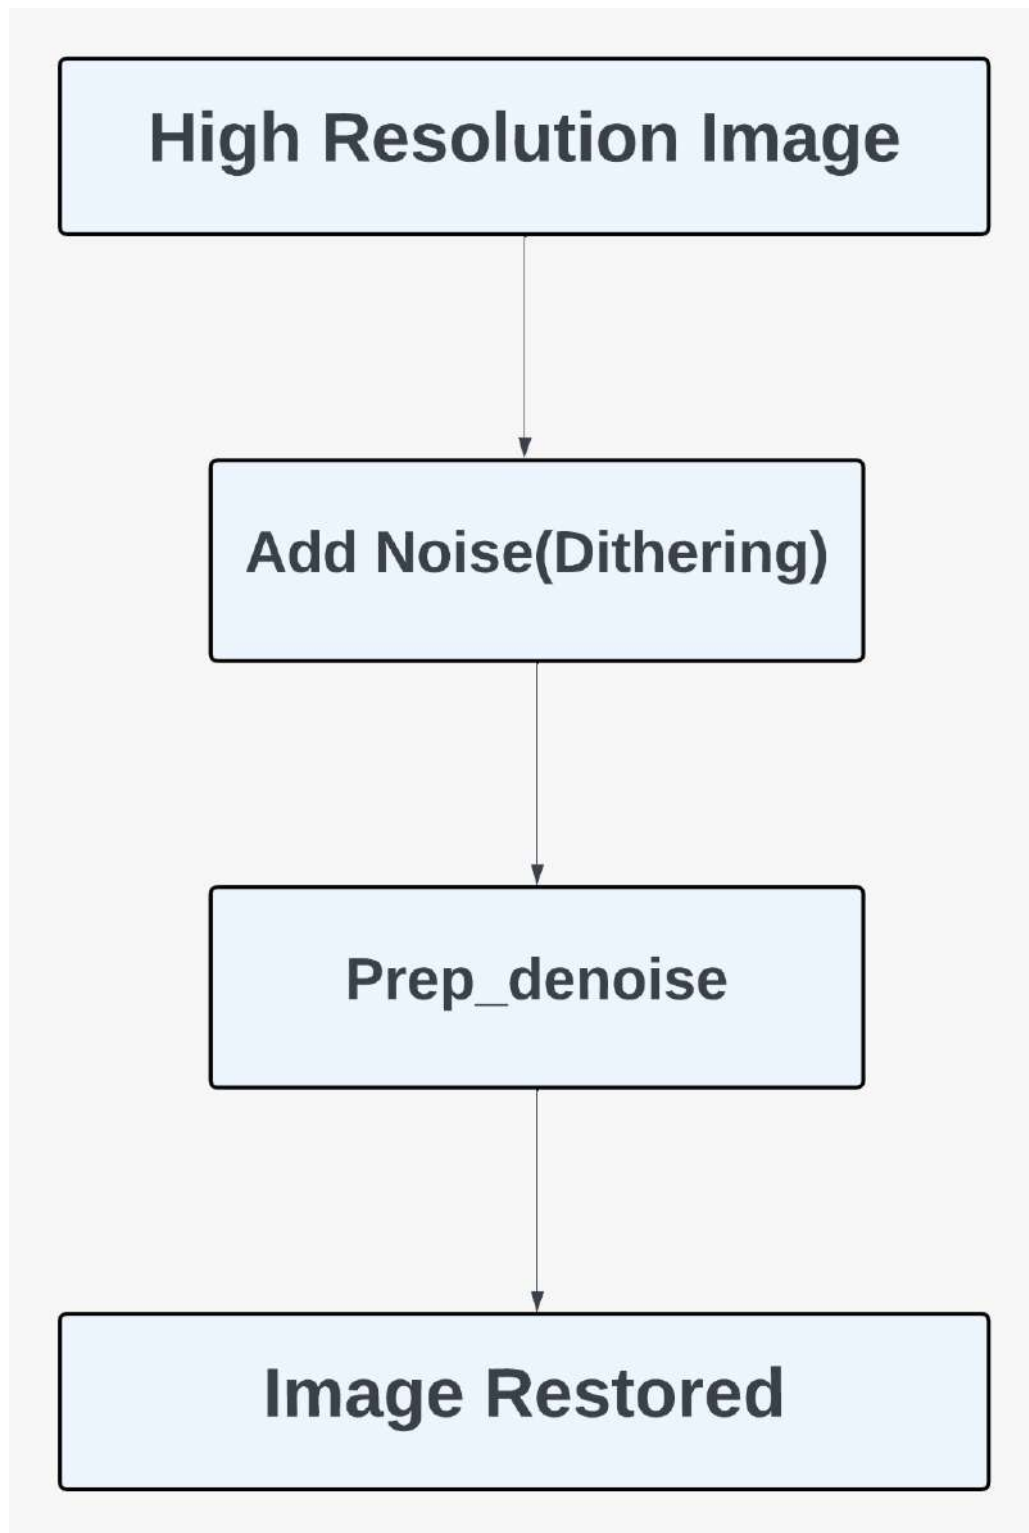 High Resolution Image
Add Noise(Dithering)
Prep_denoise
Image Restored